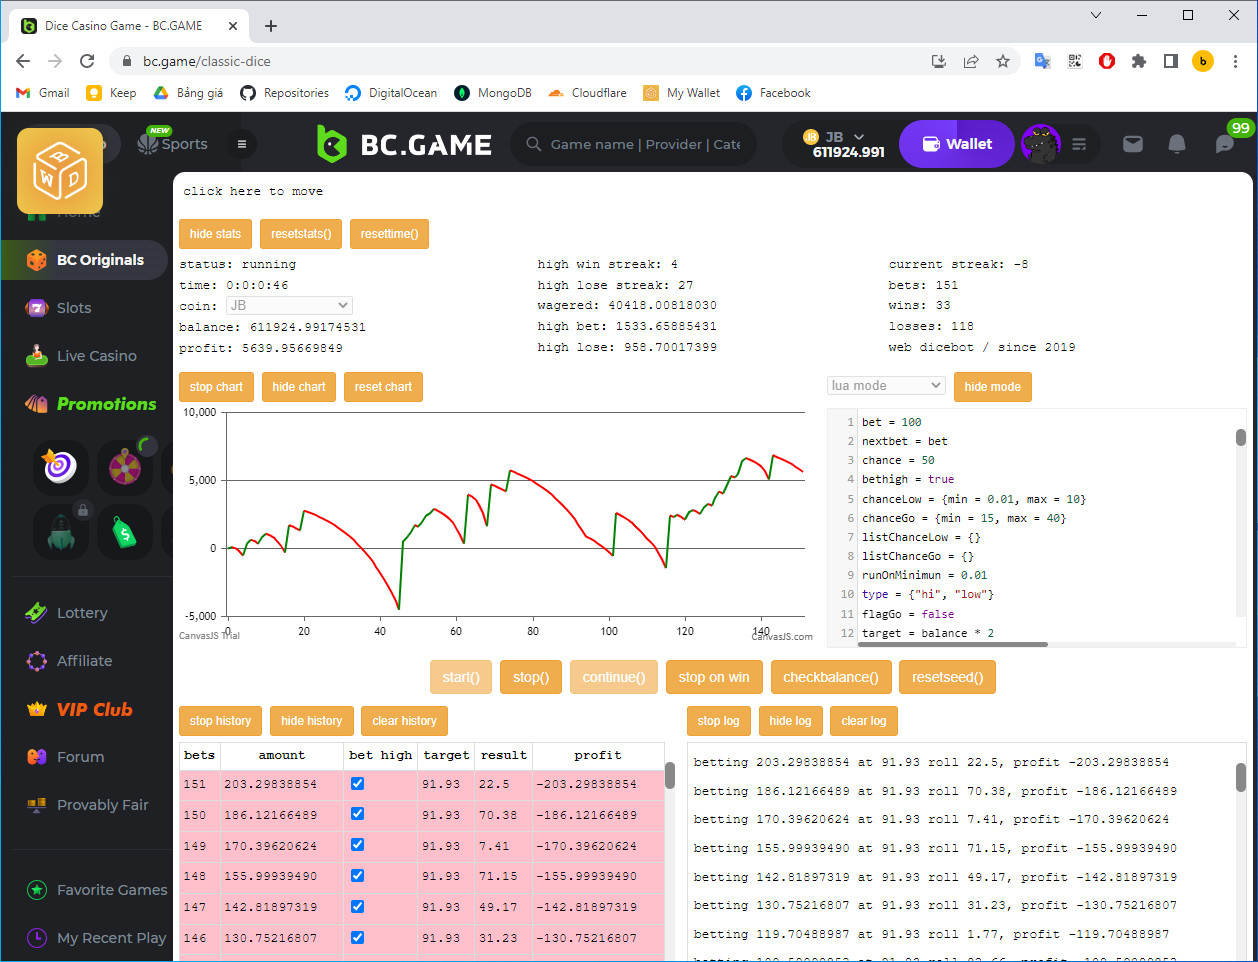 Dice Casino Game - BC.GAME
bc.game/classic-dice
b
Gmail Keep Bảng giá Repositories DigitalOcean MongoDB Cloudflare My Wallet Facebook
NEW
Sports
BC.GAME
Game name | Provider | Cate
JB
JB
611924.991
Wallet
99
B
W D
Home
BC Originals
Slots
Live Casino
Promotions
Lottery
Affiliate
VIP Club
Forum
Provably Fair
Favorite Games
My Recent Play
click here to move
hide stats resetstats() resettime()
status: running high win streak: 4 current streak: -8
time: 0:0:0:46 high lose streak: 27 bets: 151
coin: JB wagered: 40418.00818030 wins: 33
balance: 611924.99174531 high bet: 1533.65885431 losses: 118
profit: 5639.95669849 high lose: 958.70017399 web dicebot / since 2019
stop chart hide chart reset chart
10,000
5,000
0
-5,000
0 20 40 60 80 100 120 140
CanvasJS Trial CanvasJS.com
lua mode hide mode
1 bet = 100
2 nextbet = bet
3 chance = 50
4 bethigh = true
5 chanceLow = {min = 0.01, max = 10}
6 chanceGo = {min = 15, max = 40}
7 listChanceLow = {}
8 listChanceGo = {}
9 runOnMinimun = 0.01
10 type = {"hi", "low"}
11 flagGo = false
12 target = balance * 2
start() stop() continue() stop on win checkbalance() resetseed()
stop history hide history clear history
bets amount bet high target result profit
151 203.29838854 91.93 22.5 -203.29838854
150 186.12166489 91.93 70.38 -186.12166489
149 170.39620624 91.93 7.41 -170.39620624
148 155.99939490 91.93 71.15 -155.99939490
147 142.81897319 91.93 49.17 -142.81897319
146 130.75216807 91.93 31.23 -130.75216807
stop log hide log clear log
betting 203.29838854 at 91.93 roll 22.5, profit -203.29838854
betting 186.12166489 at 91.93 roll 70.38, profit -186.12166489
betting 170.39620624 at 91.93 roll 7.41, profit -170.39620624
betting 155.99939490 at 91.93 roll 71.15, profit -155.99939490
betting 142.81897319 at 91.93 roll 49.17, profit -142.81897319
betting 130.75216807 at 91.93 roll 31.23, profit -130.75216807
betting 119.70488987 at 91.93 roll 1.77, profit -119.70488987